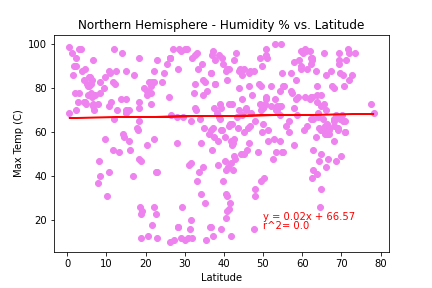 Northern Hemisphere - Humidity % vs. Latitude
100
80
60
40
20
Max Temp (C)
y = 0.02x + 66.57
r^2= 0.0
0 10 20 30 40 50 60 70 80
Latitude